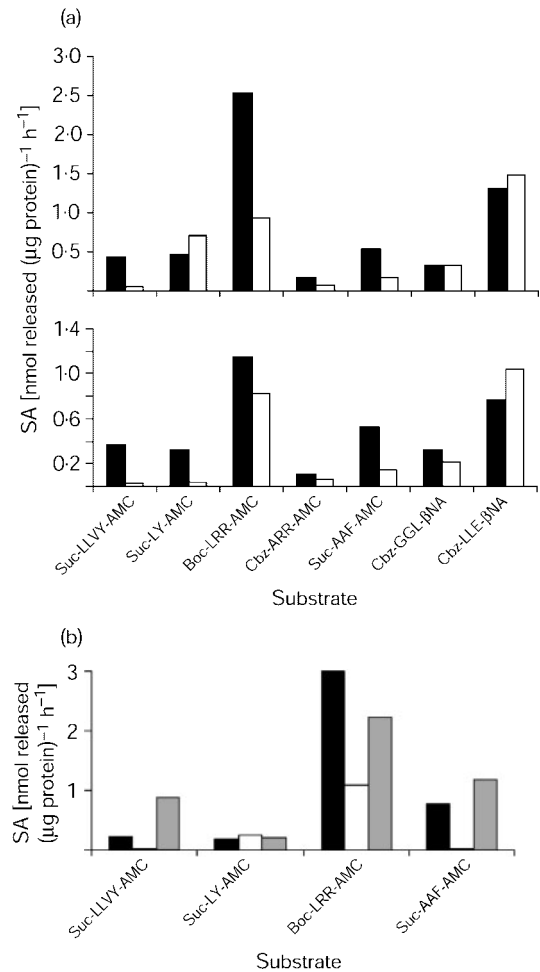 (a)
SA [nmol released (µg protein)⁻¹ h⁻¹]
3·0
2·5
2·0
1·5
1·0
0·5
1·4
1·0
0·6
0·2
Suc-LLVY-AMC
Suc-LY-AMC
Boc-LRR-AMC
Cbz-ARR-AMC
Suc-AAF-AMC
Cbz-GGL-βNA
Cbz-LLE-βNA
Substrate
(b)
SA [nmol released
(µg protein)⁻¹ h⁻¹]
3
2
1
Suc-LLVY-AMC
Suc-LY-AMC
Boc-LRR-AMC
Suc-AAF-AMC
Substrate